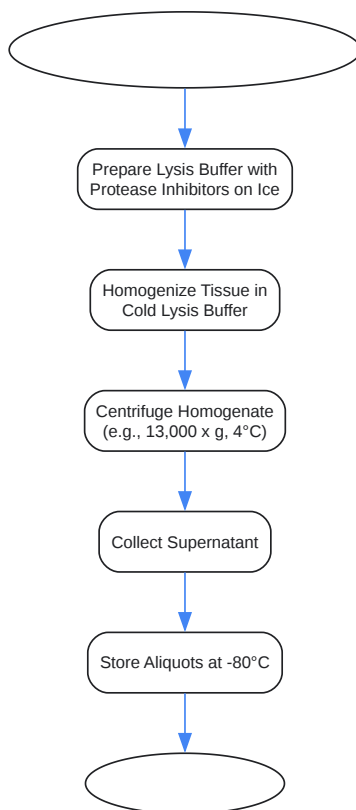 Prepare Lysis Buffer with
Protease Inhibitors on Ice
Homogenize Tissue in
Cold Lysis Buffer
Centrifuge Homogenate
(e.g., 13,000 x g, 4°C)
Collect Supernatant
Store Aliquots at -80°C